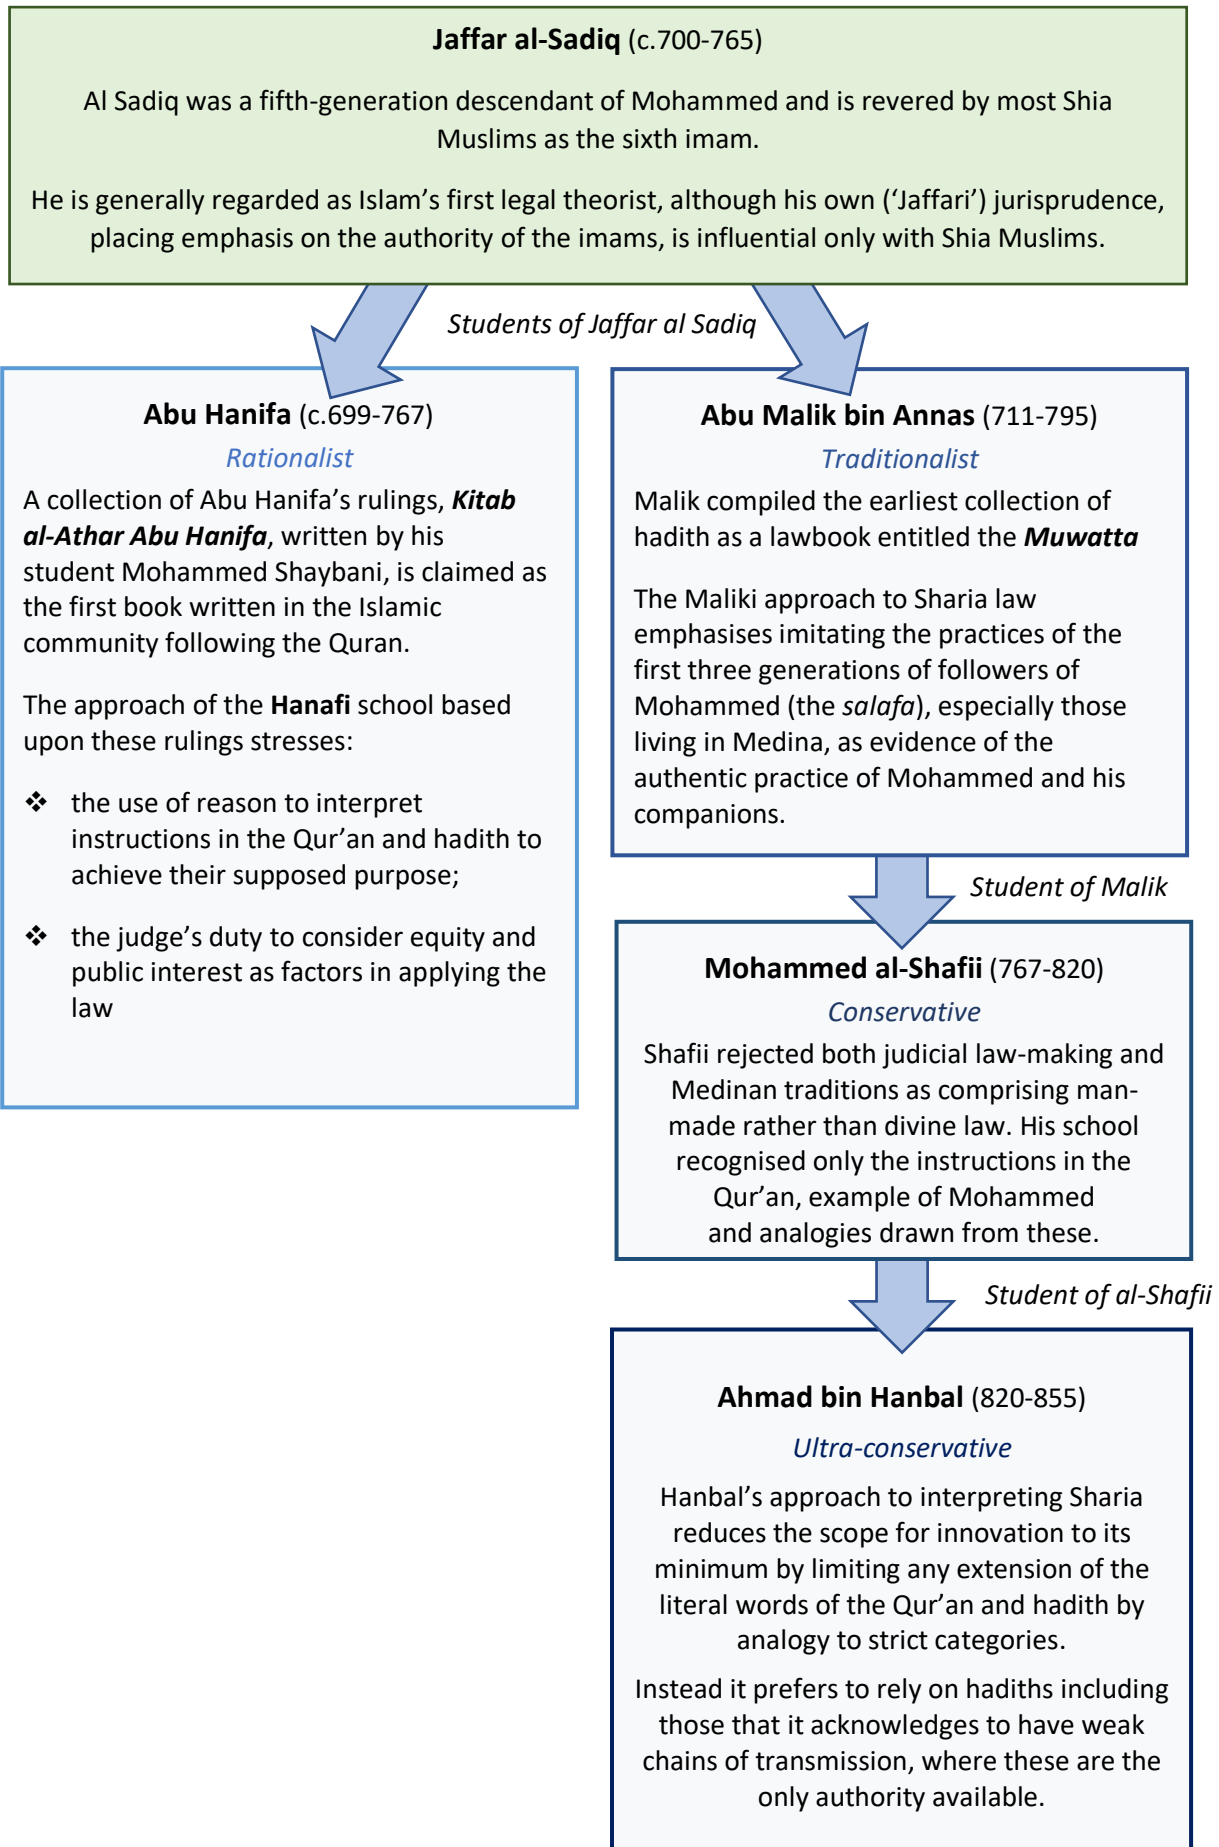 Jaffar al-Sadiq (c.700-765)
Al Sadiq was a fifth-generation descendant of Mohammed and is revered by most Shia
Muslims as the sixth imam.
He is generally regarded as Islam’s first legal theorist, although his own (‘Jaffari’) jurisprudence,
placing emphasis on the authority of the imams, is influential only with Shia Muslims.
Students of Jaffar al Sadiq
Abu Hanifa (c.699-767)
Rationalist
A collection of Abu Hanifa’s rulings, Kitab
al-Athar Abu Hanifa, written by his
student Mohammed Shaybani, is claimed as
the first book written in the Islamic
community following the Quran.
The approach of the Hanafi school based
upon these rulings stresses:
❖ the use of reason to interpret
instructions in the Qur’an and hadith to
achieve their supposed purpose;
❖ the judge’s duty to consider equity and
public interest as factors in applying the
law
Abu Malik bin Annas (711-795)
Traditionalist
Malik compiled the earliest collection of
hadith as a lawbook entitled the Muwatta
The Maliki approach to Sharia law
emphasises imitating the practices of the
first three generations of followers of
Mohammed (the salafa), especially those
living in Medina, as evidence of the
authentic practice of Mohammed and his
companions.
Student of Malik
Mohammed al-Shafii (767-820)
Conservative
Shafii rejected both judicial law-making and
Medinan traditions as comprising man-
made rather than divine law. His school
recognised only the instructions in the
Qur’an, example of Mohammed
and analogies drawn from these.
Student of al-Shafii
Ahmad bin Hanbal (820-855)
Ultra-conservative
Hanbal’s approach to interpreting Sharia
reduces the scope for innovation to its
minimum by limiting any extension of the
literal words of the Qur’an and hadith by
analogy to strict categories.
Instead it prefers to rely on hadiths including
those that it acknowledges to have weak
chains of transmission, where these are the
only authority available.